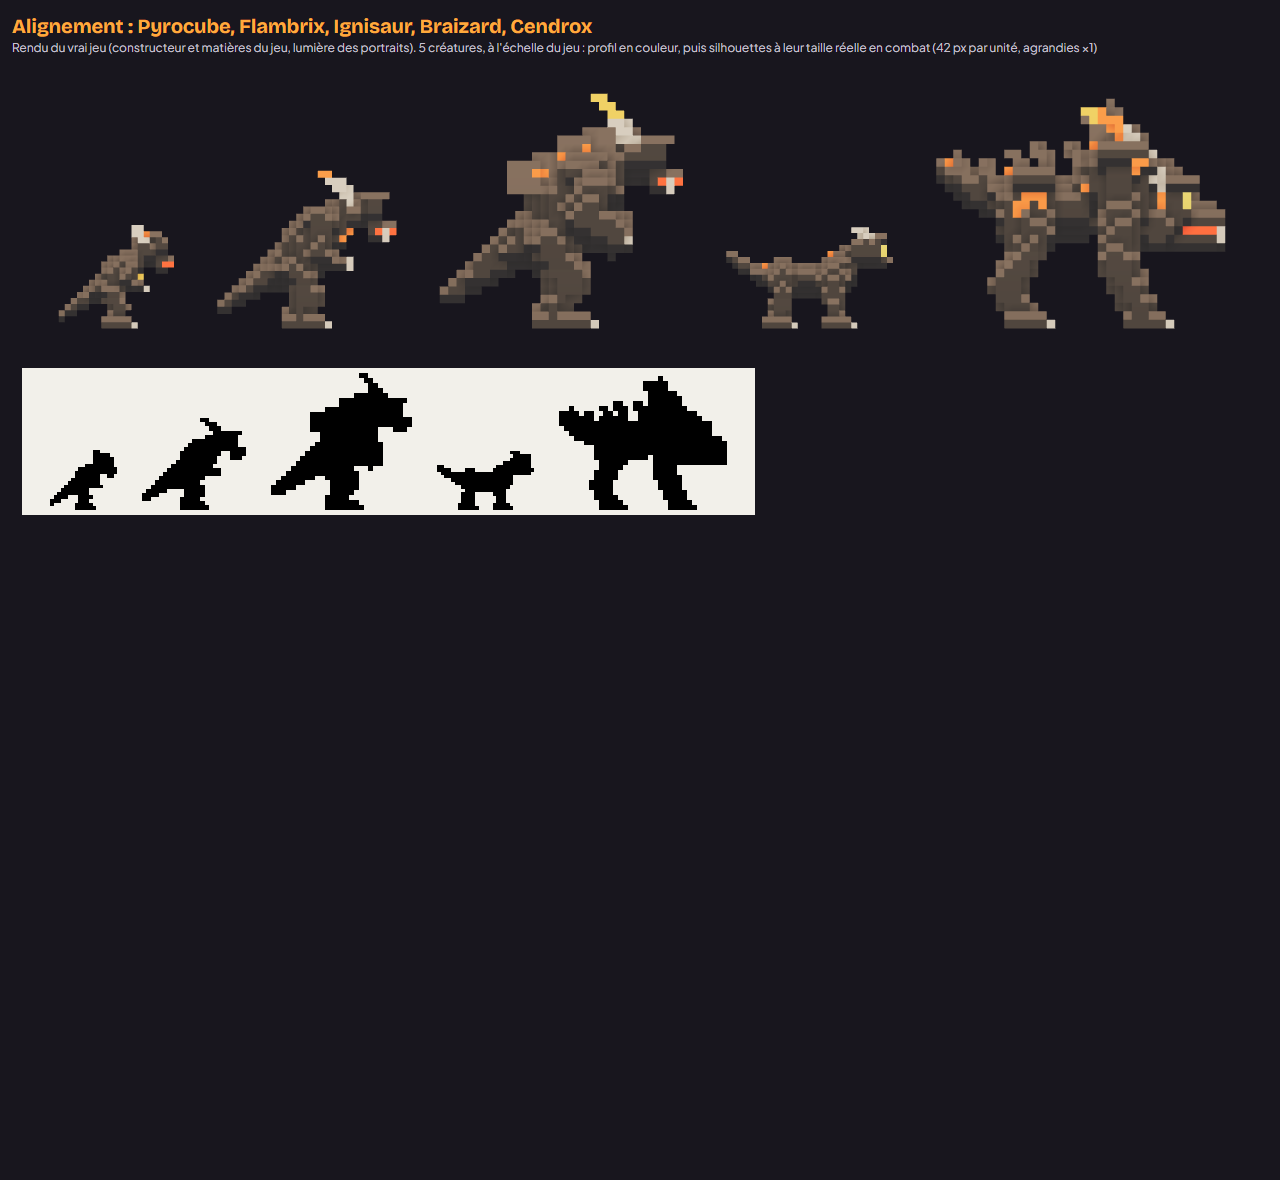 Alignement : Pyrocube, Flambrix, Ignisaur, Braizard, Cendrox
Rendu du vrai jeu (constructeur et matières du jeu, lumière des portraits). 5 créatures, à l'échelle du jeu : profil en couleur, puis silhouettes à leur taille réelle en combat (42 px par unité, agrandies ×1)